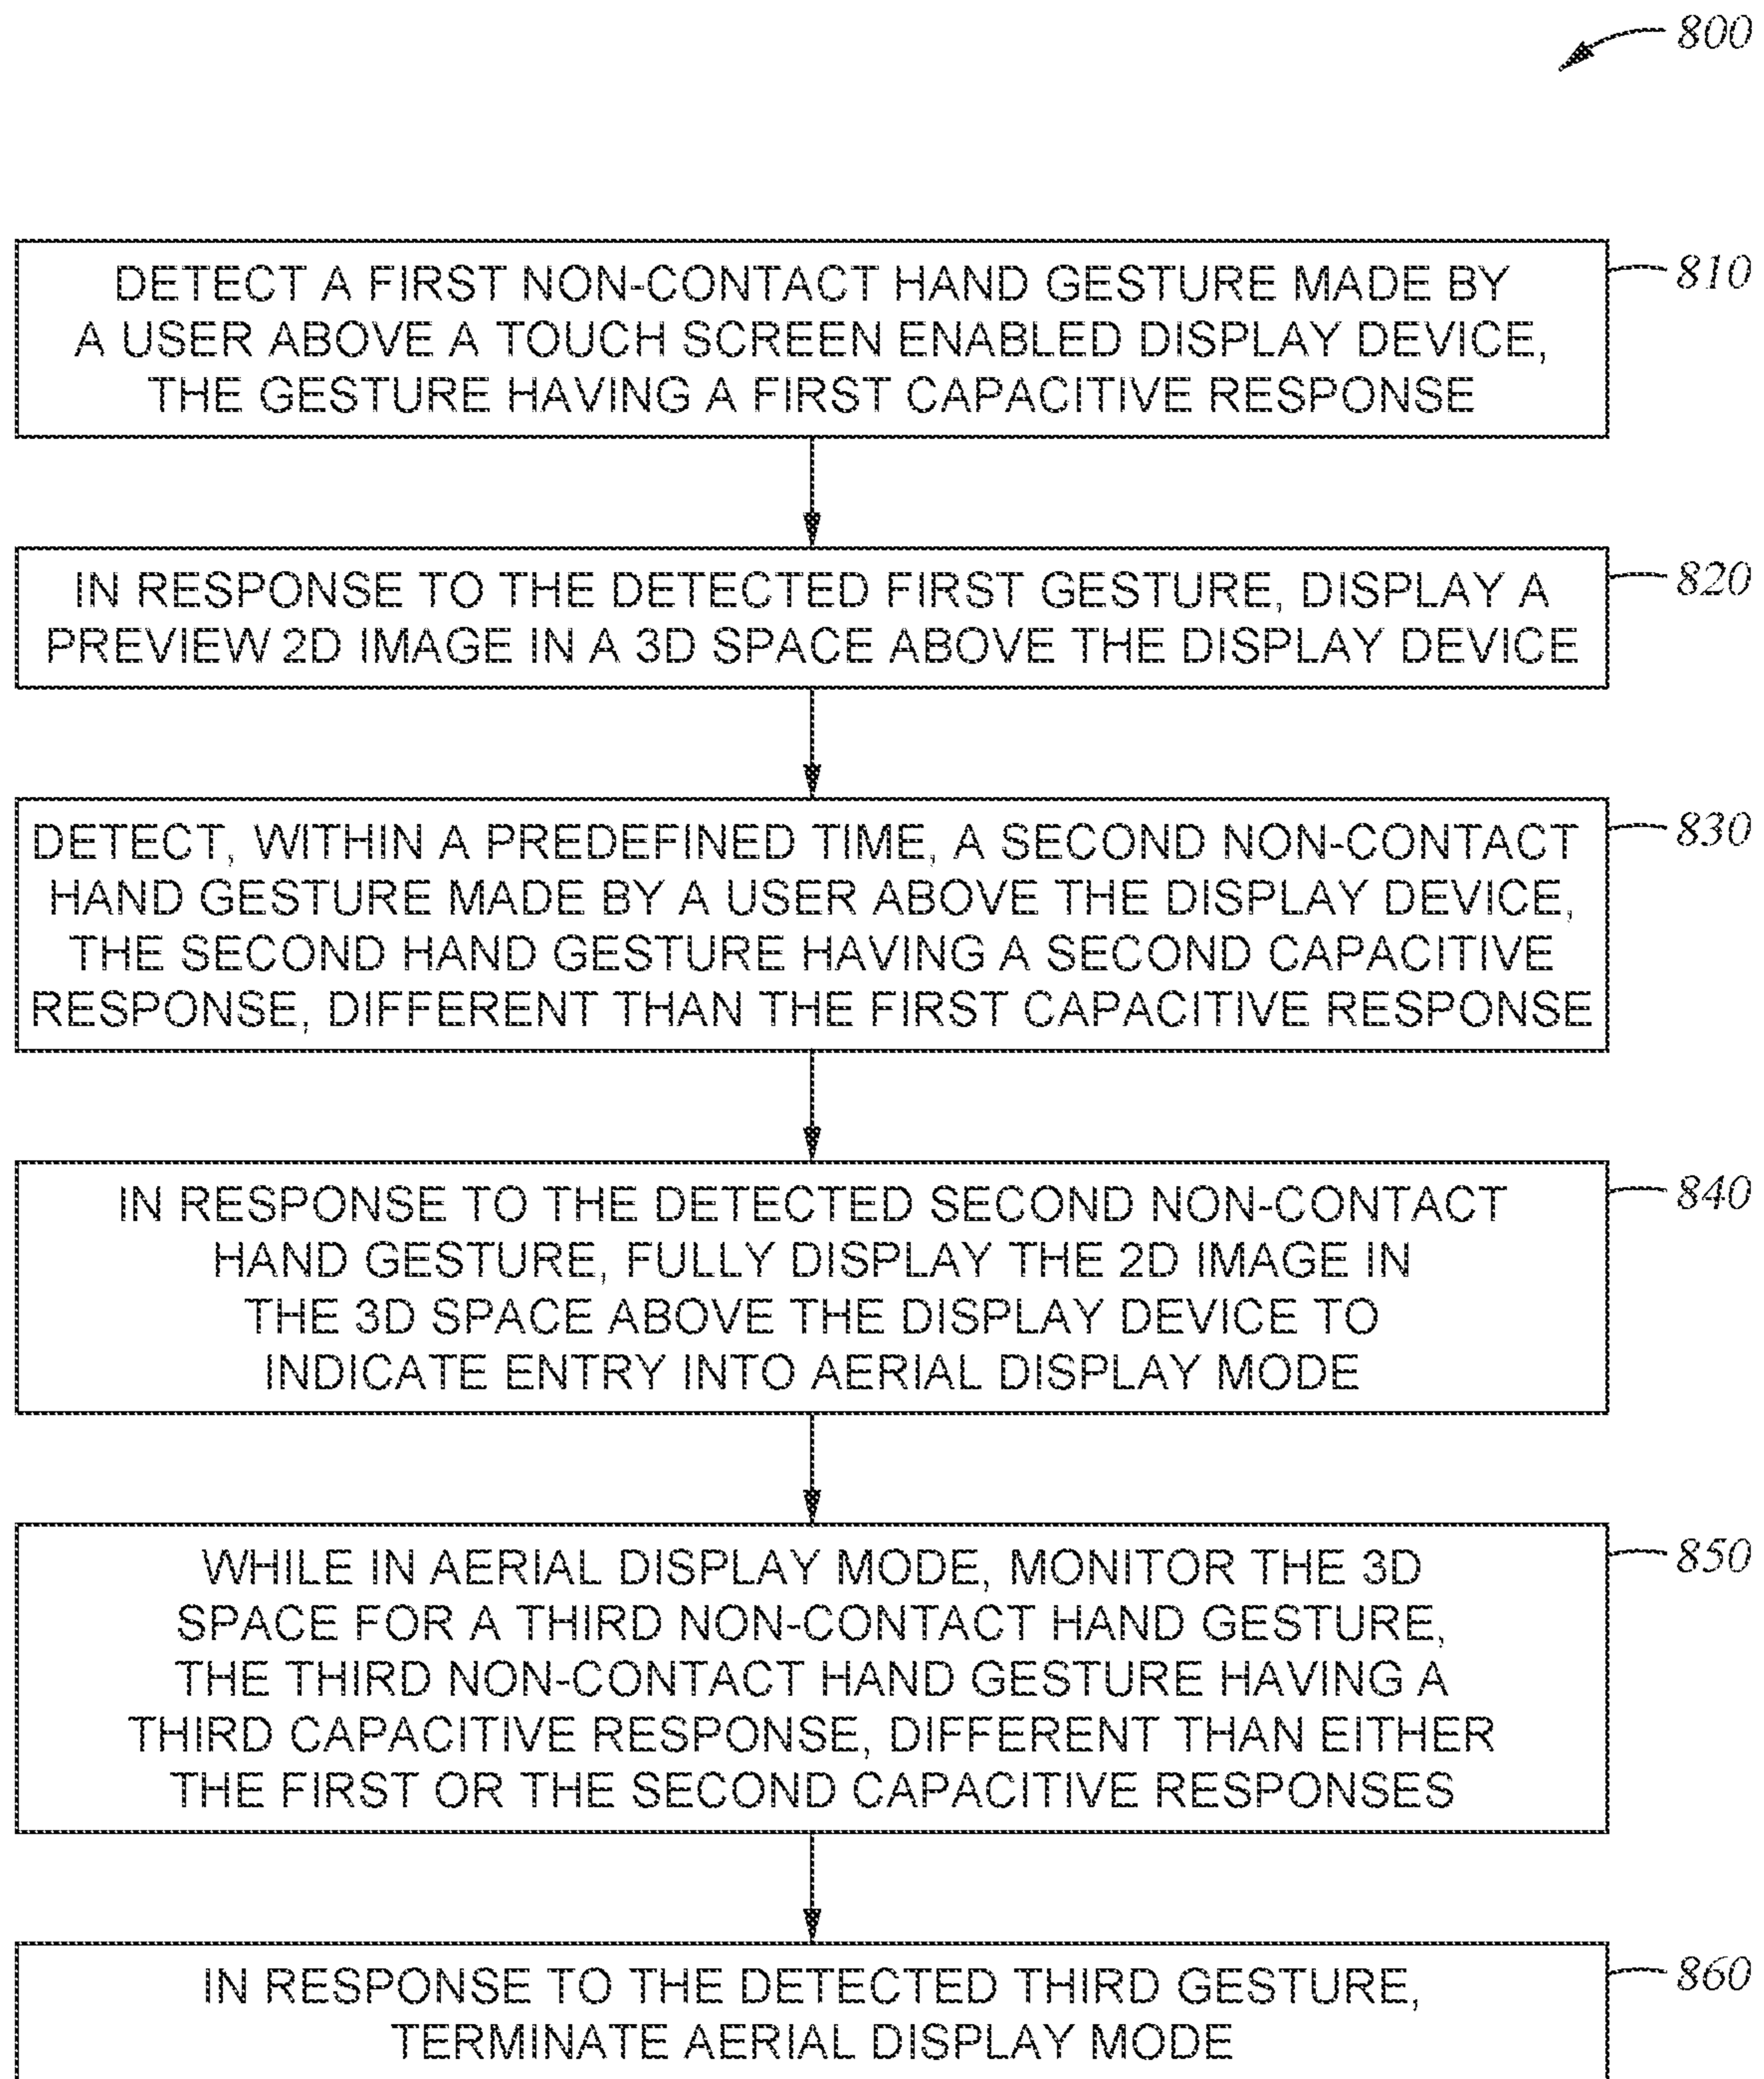 800
DETECT A FIRST NON-CONTACT HAND GESTURE MADE BY
A USER ABOVE A TOUCH SCREEN ENABLED DISPLAY DEVICE,
THE GESTURE HAVING A FIRST CAPACITIVE RESPONSE
810
IN RESPONSE TO THE DETECTED FIRST GESTURE, DISPLAY A
PREVIEW 2D IMAGE IN A 3D SPACE ABOVE THE DISPLAY DEVICE
820
DETECT, WITHIN A PREDEFINED TIME, A SECOND NON-CONTACT
HAND GESTURE MADE BY A USER ABOVE THE DISPLAY DEVICE,
THE SECOND HAND GESTURE HAVING A SECOND CAPACITIVE
RESPONSE, DIFFERENT THAN THE FIRST CAPACITIVE RESPONSE
830
IN RESPONSE TO THE DETECTED SECOND NON-CONTACT
HAND GESTURE, FULLY DISPLAY THE 2D IMAGE IN
THE 3D SPACE ABOVE THE DISPLAY DEVICE TO
INDICATE ENTRY INTO AERIAL DISPLAY MODE
840
WHILE IN AERIAL DISPLAY MODE, MONITOR THE 3D
SPACE FOR A THIRD NON-CONTACT HAND GESTURE,
THE THIRD NON-CONTACT HAND GESTURE HAVING A
THIRD CAPACITIVE RESPONSE, DIFFERENT THAN EITHER
THE FIRST OR THE SECOND CAPACITIVE RESPONSES
850
IN RESPONSE TO THE DETECTED THIRD GESTURE,
TERMINATE AERIAL DISPLAY MODE
860